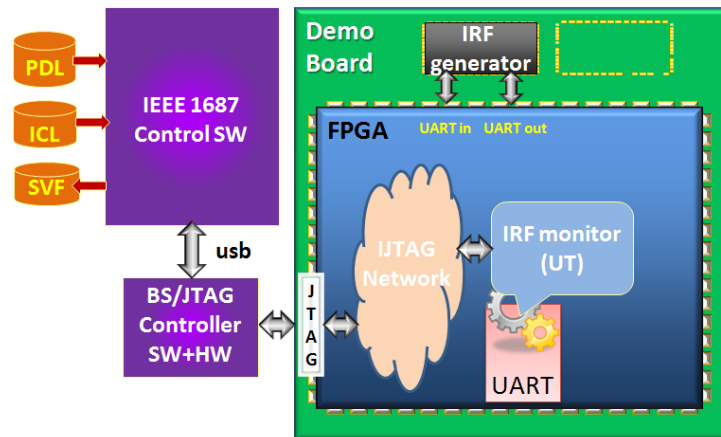 PDL
ICL
SVF
IEEE 1687
Control SW
usb
BS/JTAG
Controller
SW+HW
JTAG
Demo
Board
IRF
generator
UART in
UART out
FPGA
IJTAG
Network
IRF monitor
(UT)
UART